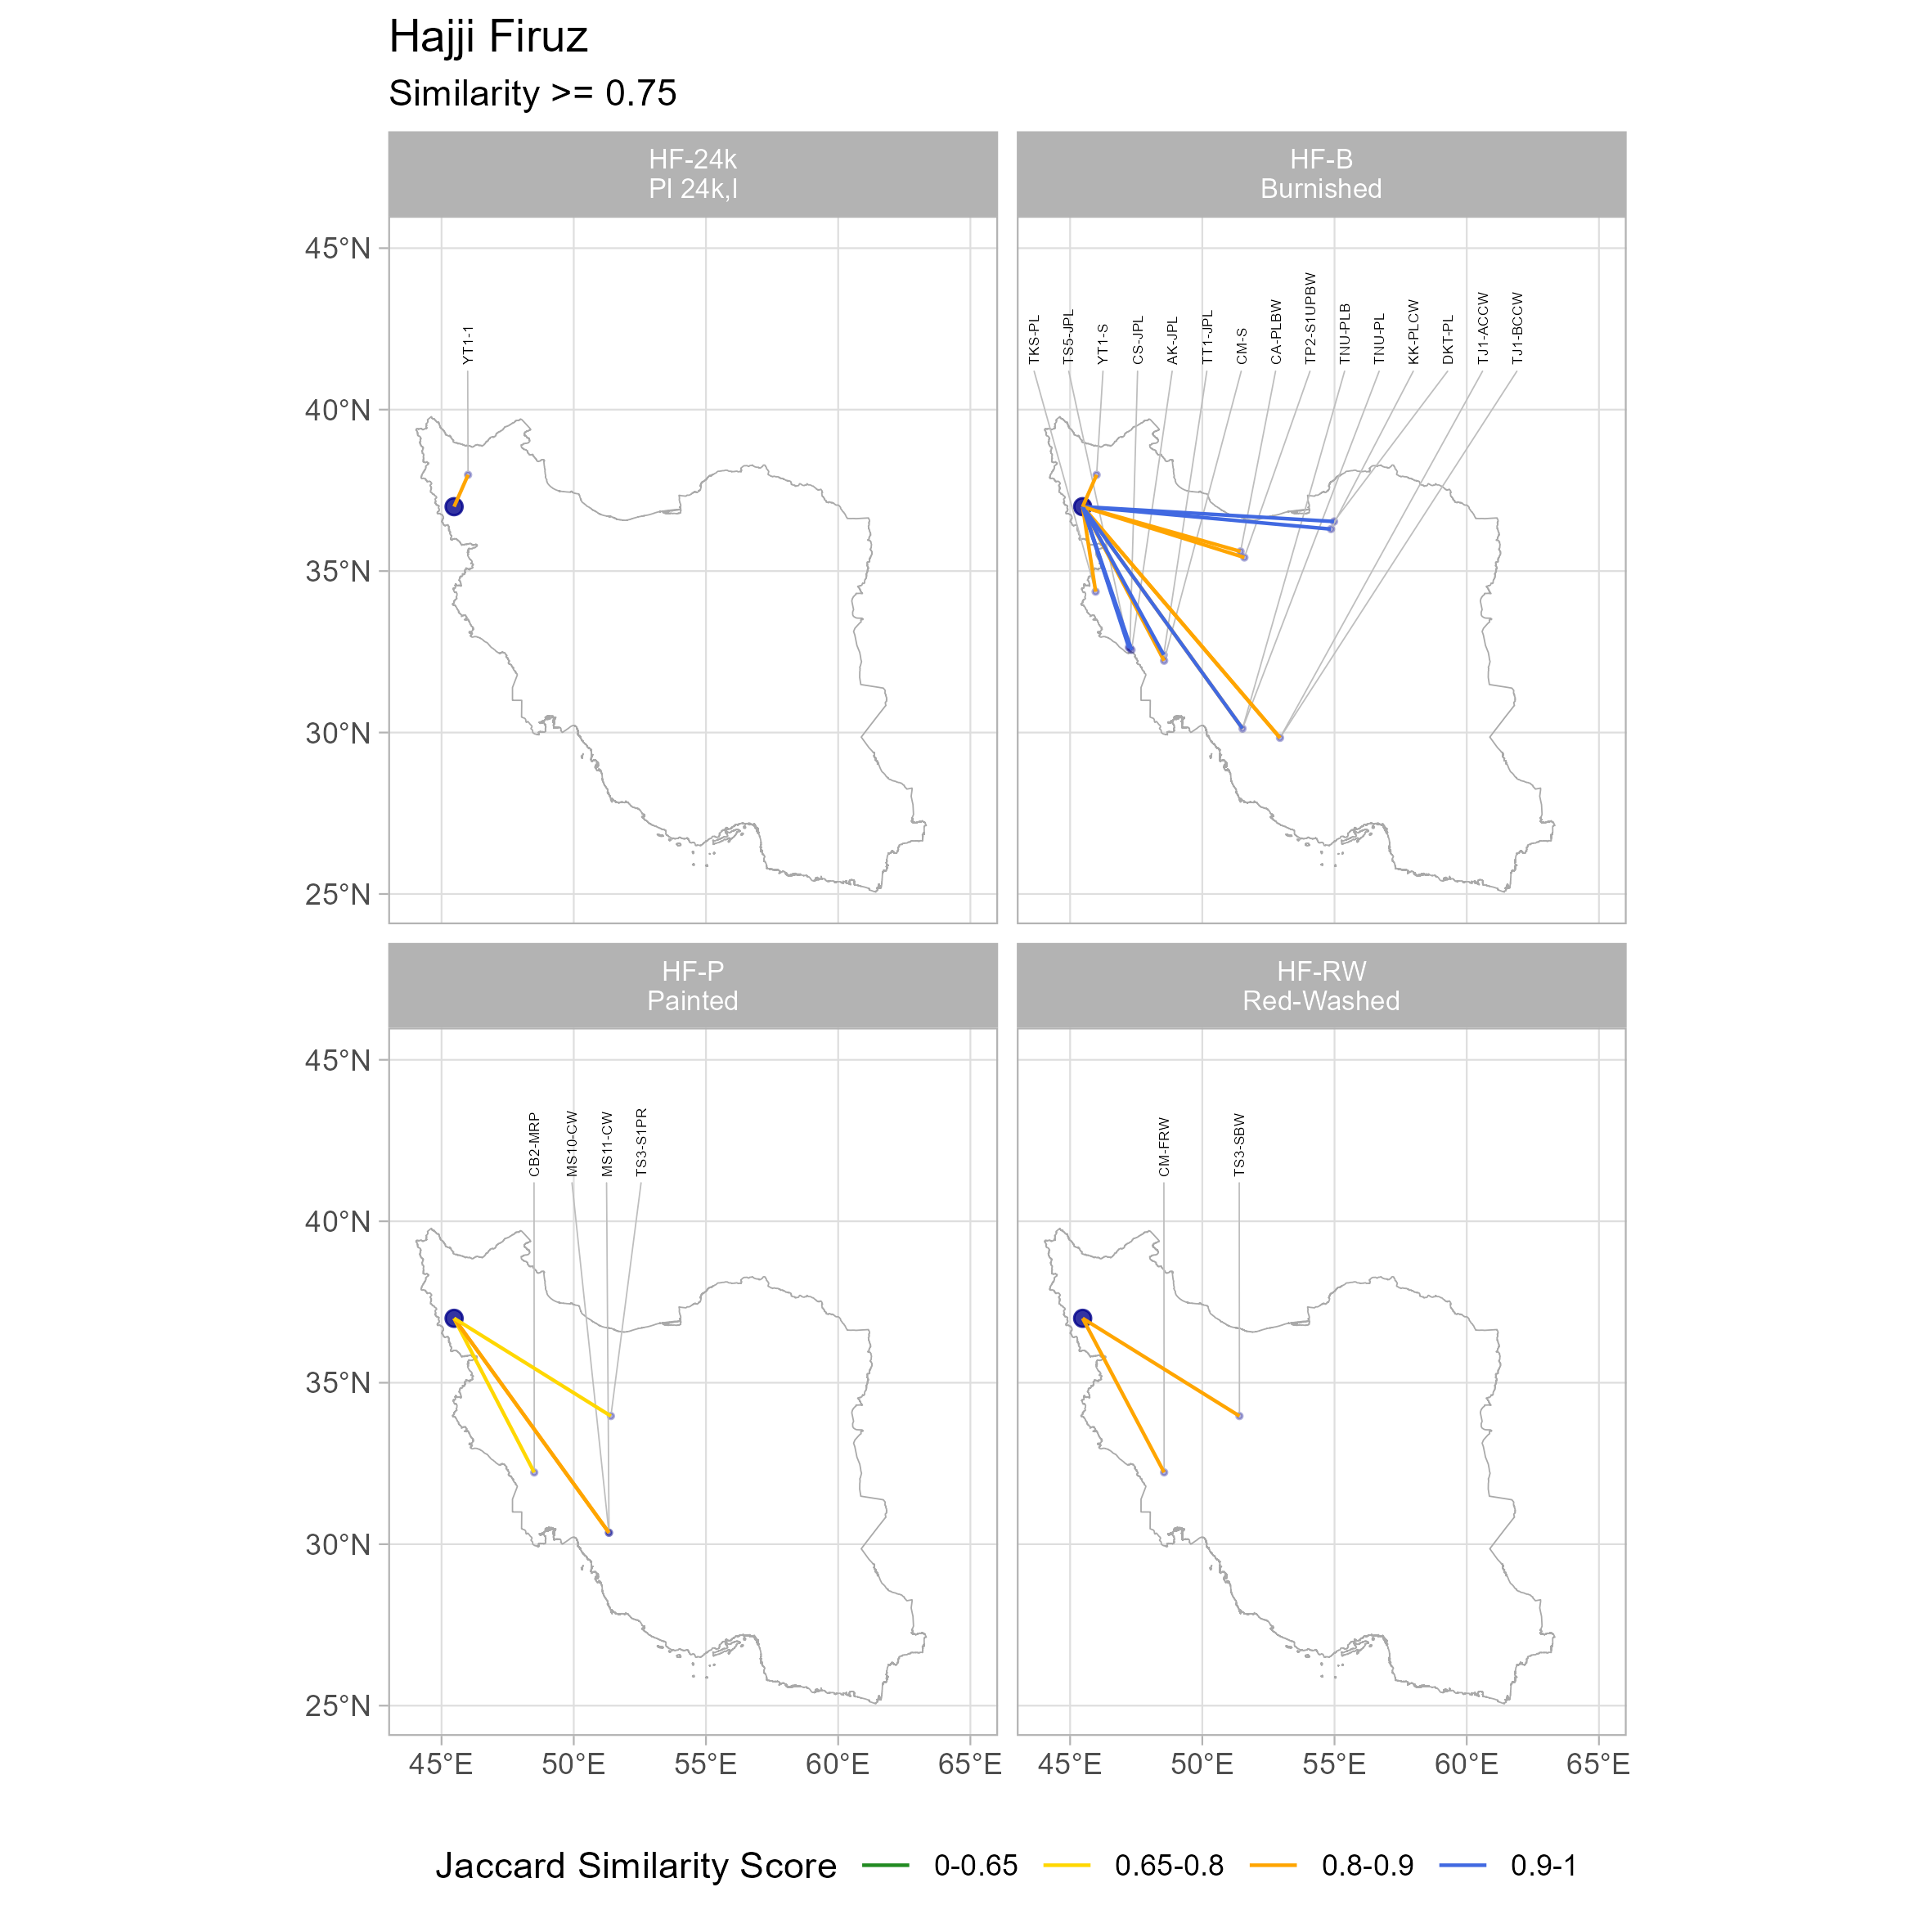 Hajji Firuz
Similarity >= 0.75
HF-24k
Pl 24k,l
HF-B
Burnished
45°N
40°N
35°N
30°N
25°N
YT1-1
TKS-PL
TS5-JPL
YT1-S
CS-JPL
AK-JPL
TT1-JPL
CM-S
CA-PLBW
TP2-S1UPBW
TNU-PLB
TNU-PL
KK-PLCW
DKT-PL
TJ1-ACCW
TJ1-BCCW
HF-P
Painted
HF-RW
Red-Washed
45°N
40°N
35°N
30°N
25°N
CB2-MRP
MS10-CW
MS11-CW
TS3-S1PR
CM-FRW
TS3-SBW
45°E 50°E 55°E 60°E 65°E
45°E 50°E 55°E 60°E 65°E
Jaccard Similarity Score 0-0.65 0.65-0.8 0.8-0.9 0.9-1